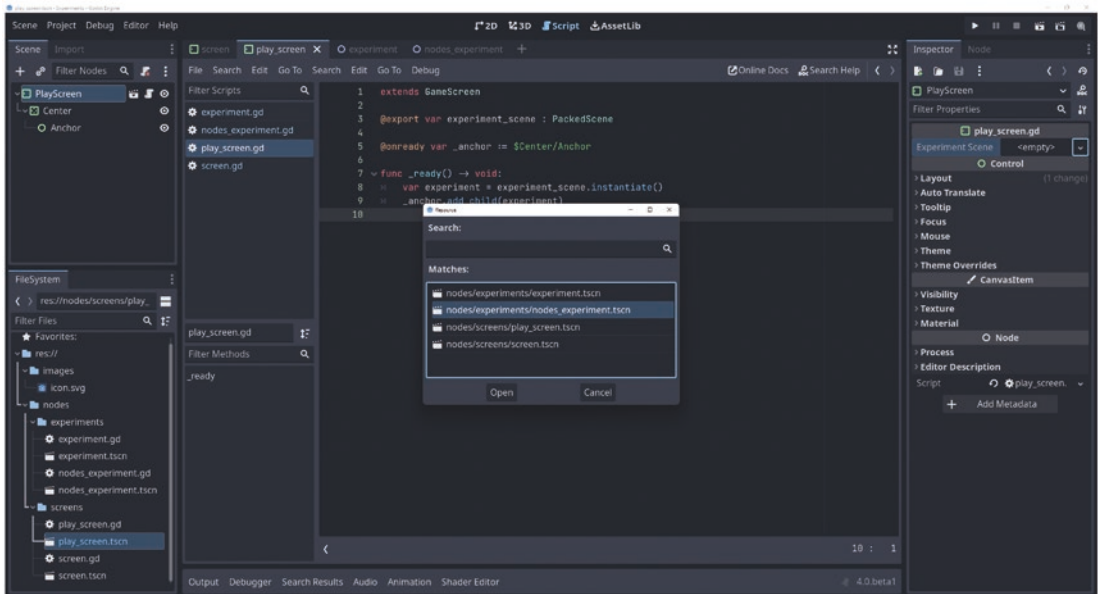 play_screen.tscn - Experiments - Godot Engine
Scene Project Debug Editor Help
2D 3D Script AssetLib
Scene Import
Filter Nodes
PlayScreen
Center
Anchor
FileSystem
res://nodes/screens/play_
Filter Files
Favorites:
res://
images
icon.svg
nodes
experiments
experiment.gd
experiment.tscn
nodes_experiment.gd
nodes_experiment.tscn
screens
play_screen.gd
play_screen.tscn
screen.gd
screen.tscn
screen play_screen experiment nodes_experiment
File Search Edit Go To Search Edit Go To Debug
Online Docs Search Help
Filter Scripts
experiment.gd
nodes_experiment.gd
play_screen.gd
screen.gd
play_screen.gd
Filter Methods
_ready
1 extends GameScreen
2
3 @export var experiment_scene : PackedScene
4
5 @onready var _anchor := $Center/Anchor
6
7 func _ready() → void:
8 var experiment = experiment_scene.instantiate()
9 _anchor.add_child(experiment)
10
Resource
Search:
Matches:
nodes/experiments/experiment.tscn
nodes/experiments/nodes_experiment.tscn
nodes/screens/play_screen.tscn
nodes/screens/screen.tscn
Open Cancel
10 : 1
Output Debugger Search Results Audio Animation Shader Editor
4.0.beta1
Inspector Node
PlayScreen
Filter Properties
play_screen.gd
Experiment Scene <empty>
Control
Layout (1 change)
Auto Translate
Tooltip
Focus
Mouse
Theme
Theme Overrides
CanvasItem
Visibility
Texture
Material
Node
Process
Editor Description
Script play_screen.
Add Metadata